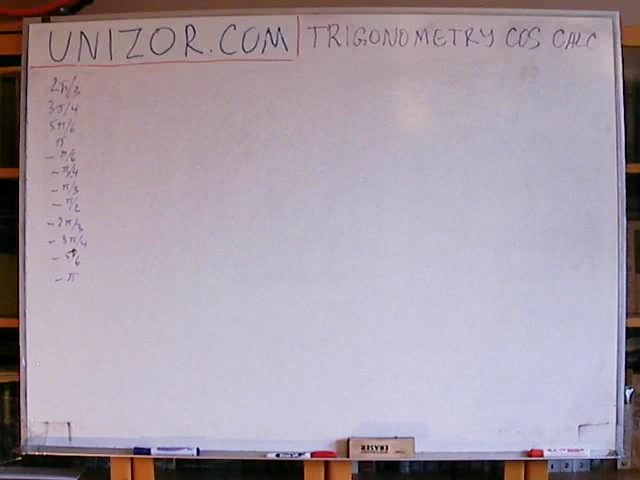 UNIZOR.COM | TRIGONOMETRY COS CALC
2π/3
3π/4
5π/6
π
- π/6
- π/4
- π/3
- π/2
- 2π/3
- 3π/4
- 5π/6
- π
ERASER